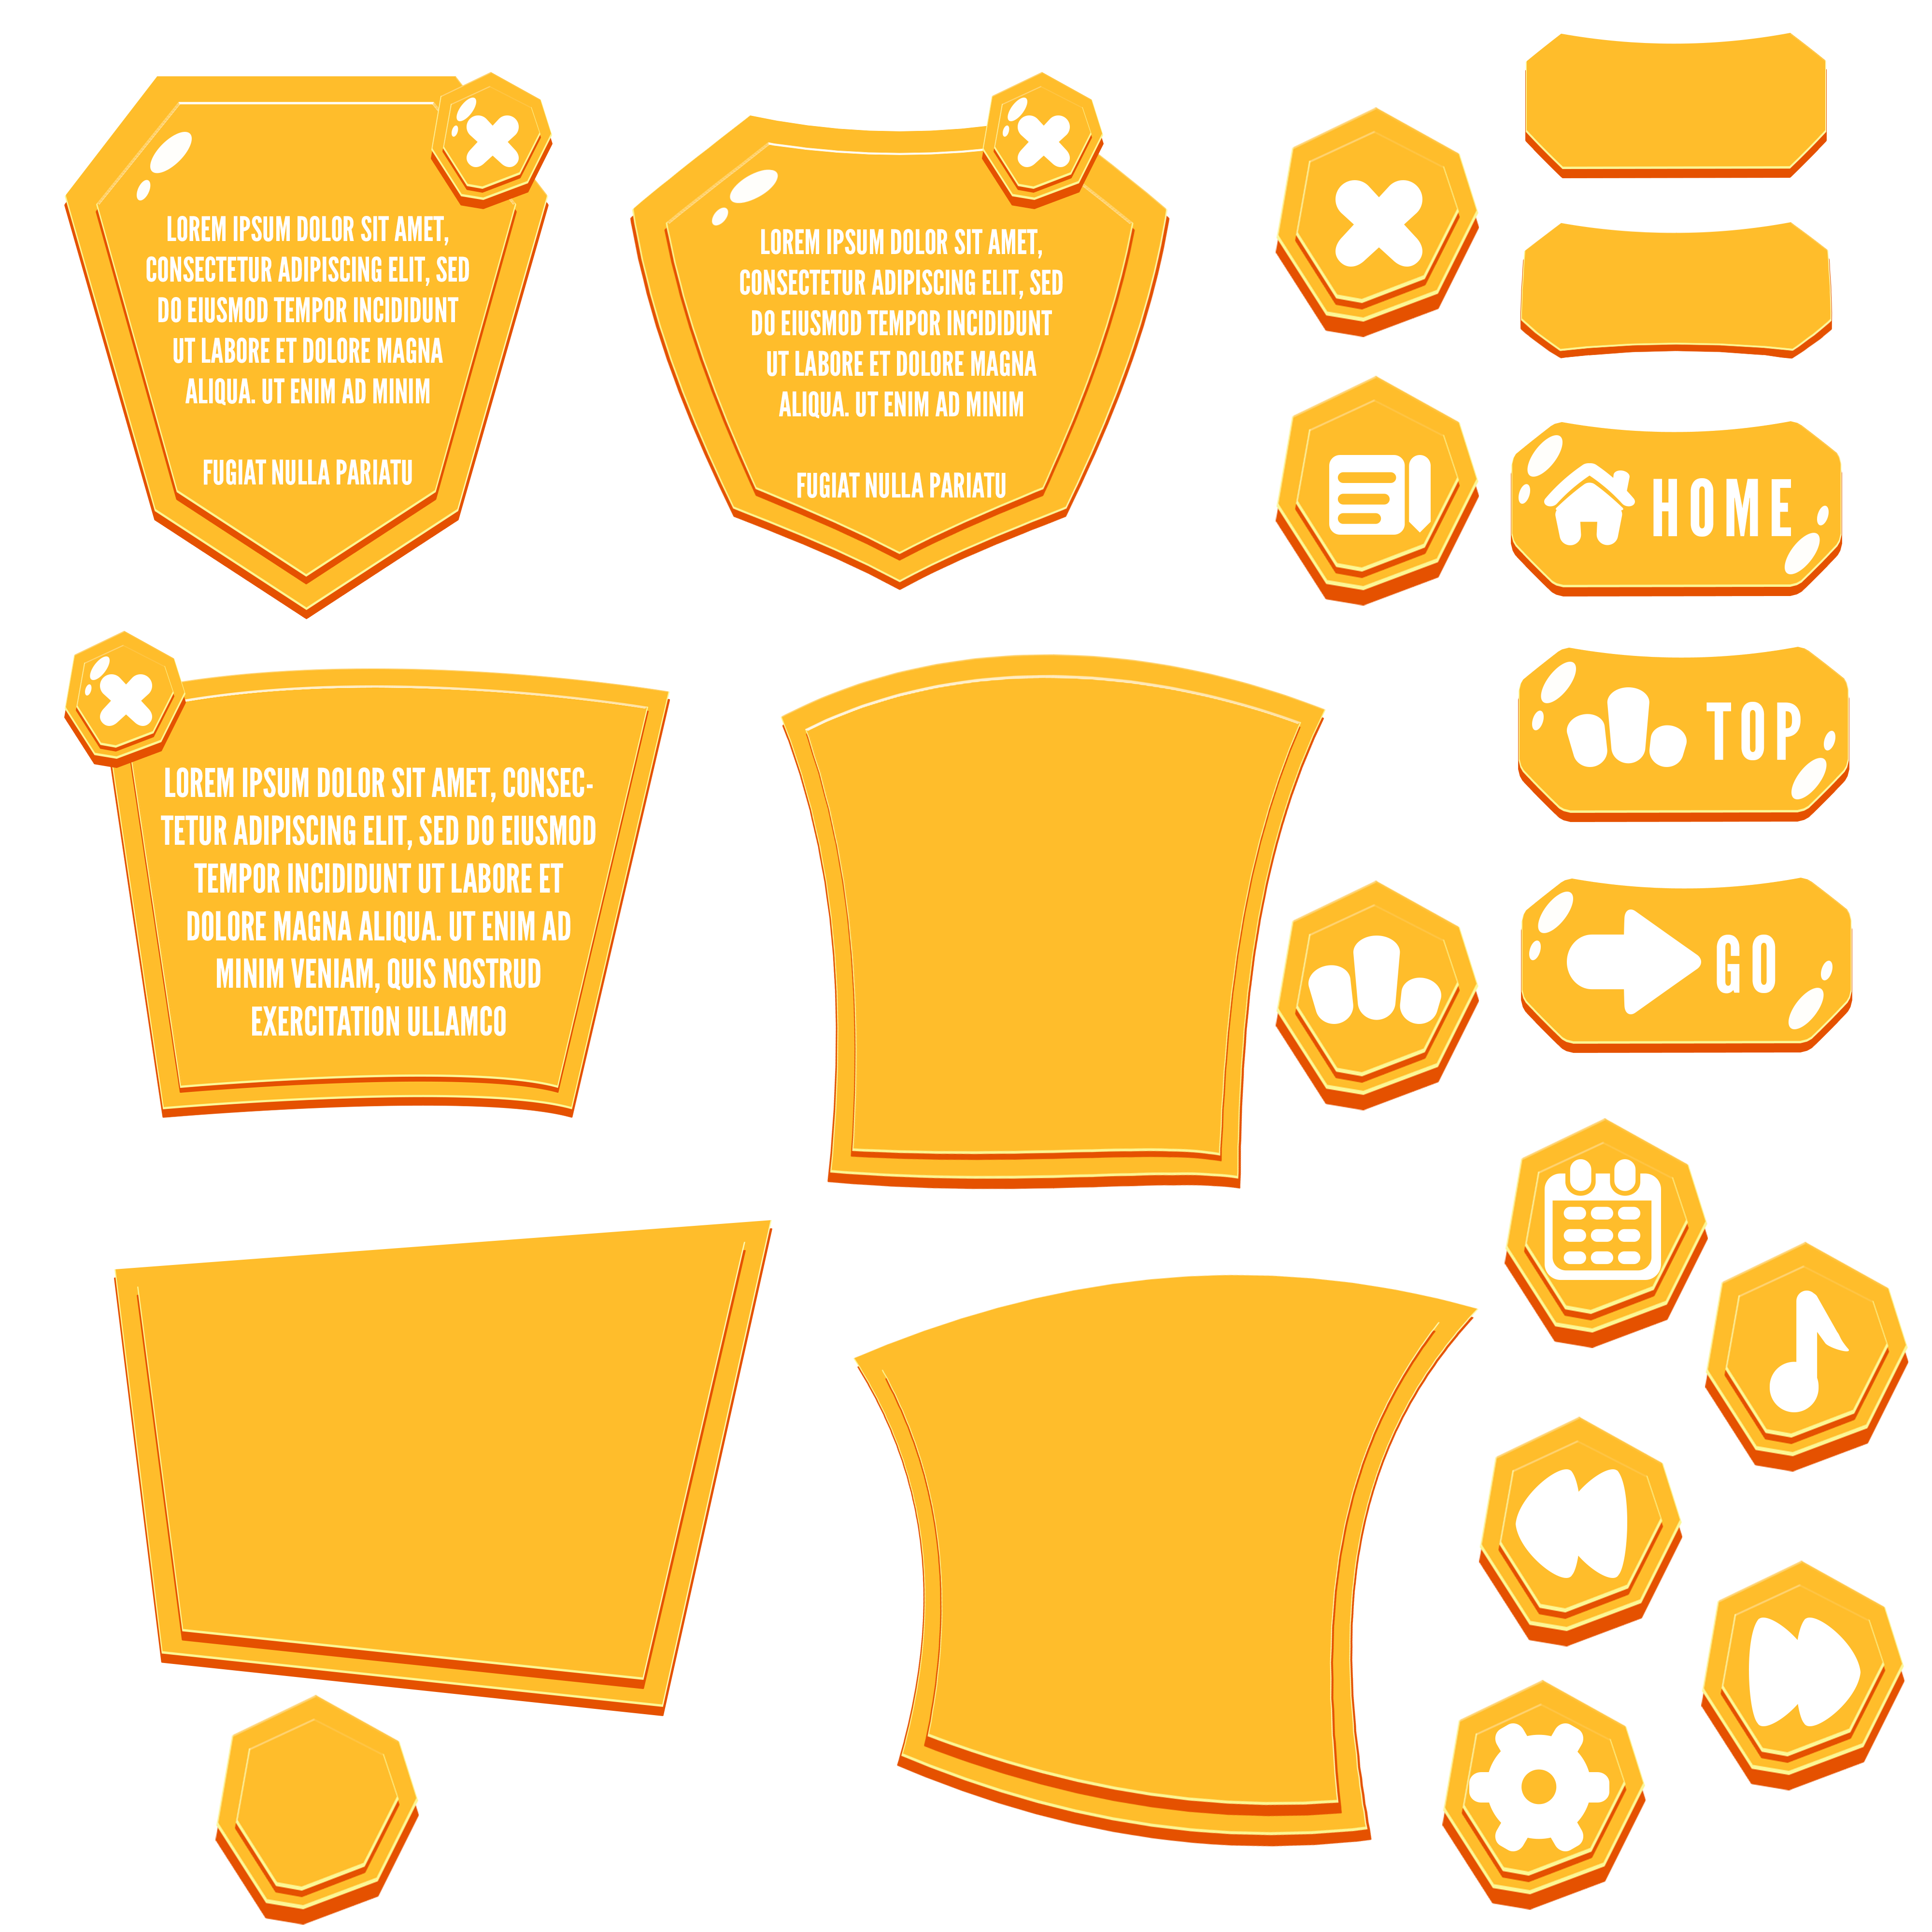 LOREM IPSUM DOLOR SIT AMET,
CONSECTETUR ADIPISCING ELIT, SED
DO EIUSMOD TEMPOR INCIDIDUNT
UT LABORE ET DOLORE MAGNA
ALIQUA. UT ENIM AD MINIM
FUGIAT NULLA PARIATU
LOREM IPSUM DOLOR SIT AMET,
CONSECTETUR ADIPISCING ELIT, SED
DO EIUSMOD TEMPOR INCIDIDUNT
UT LABORE ET DOLORE MAGNA
ALIQUA. UT ENIM AD MINIM
FUGIAT NULLA PARIATU
HOME
TOP
GO
LOREM IPSUM DOLOR SIT AMET, CONSEC-
TETUR ADIPISCING ELIT, SED DO EIUSMOD
TEMPOR INCIDIDUNT UT LABORE ET
DOLORE MAGNA ALIQUA. UT ENIM AD
MINIM VENIAM, QUIS NOSTRUD
EXERCITATION ULLAMCO